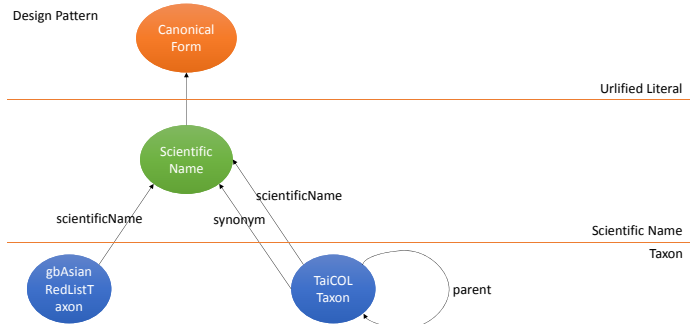 Design Pattern
Canonical
Form
Urlified Literal
Scientific
Name
scientificName
scientificName
synonym
Scientific Name
Taxon
gbAsian
RedListT
axon
TaiCOL
Taxon
parent